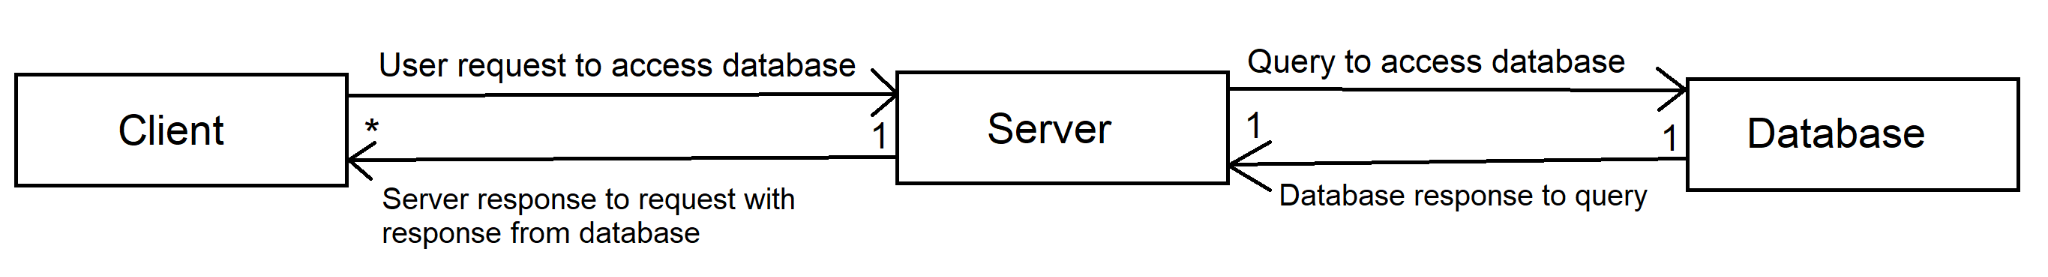 User request to access database
Query to access database
Client
*
1
Server
1
1
Database
Server response to request with
response from database
Database response to query